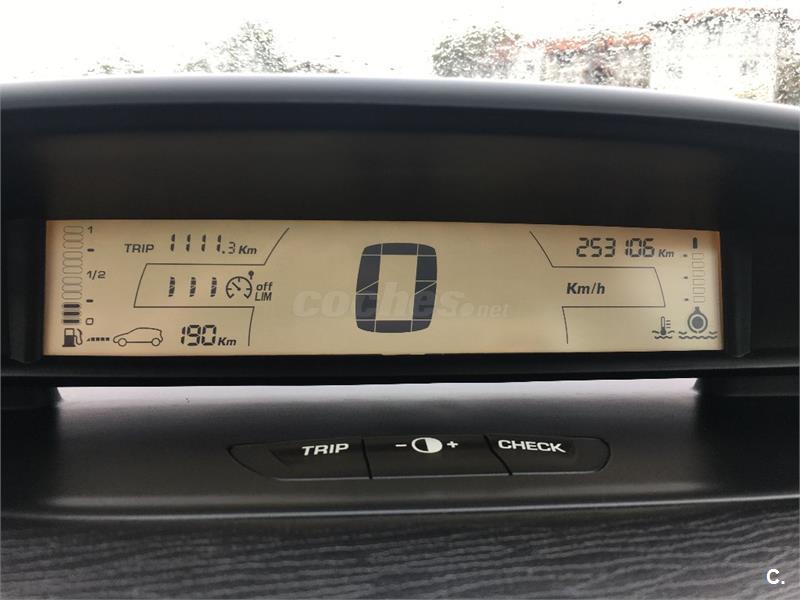 1
TRIP 1111.3 Km
253106 Km
1/2
off
LIM
0
Km/h
coches.net
0
190 Km
TRIP
- +
CHECK
C.